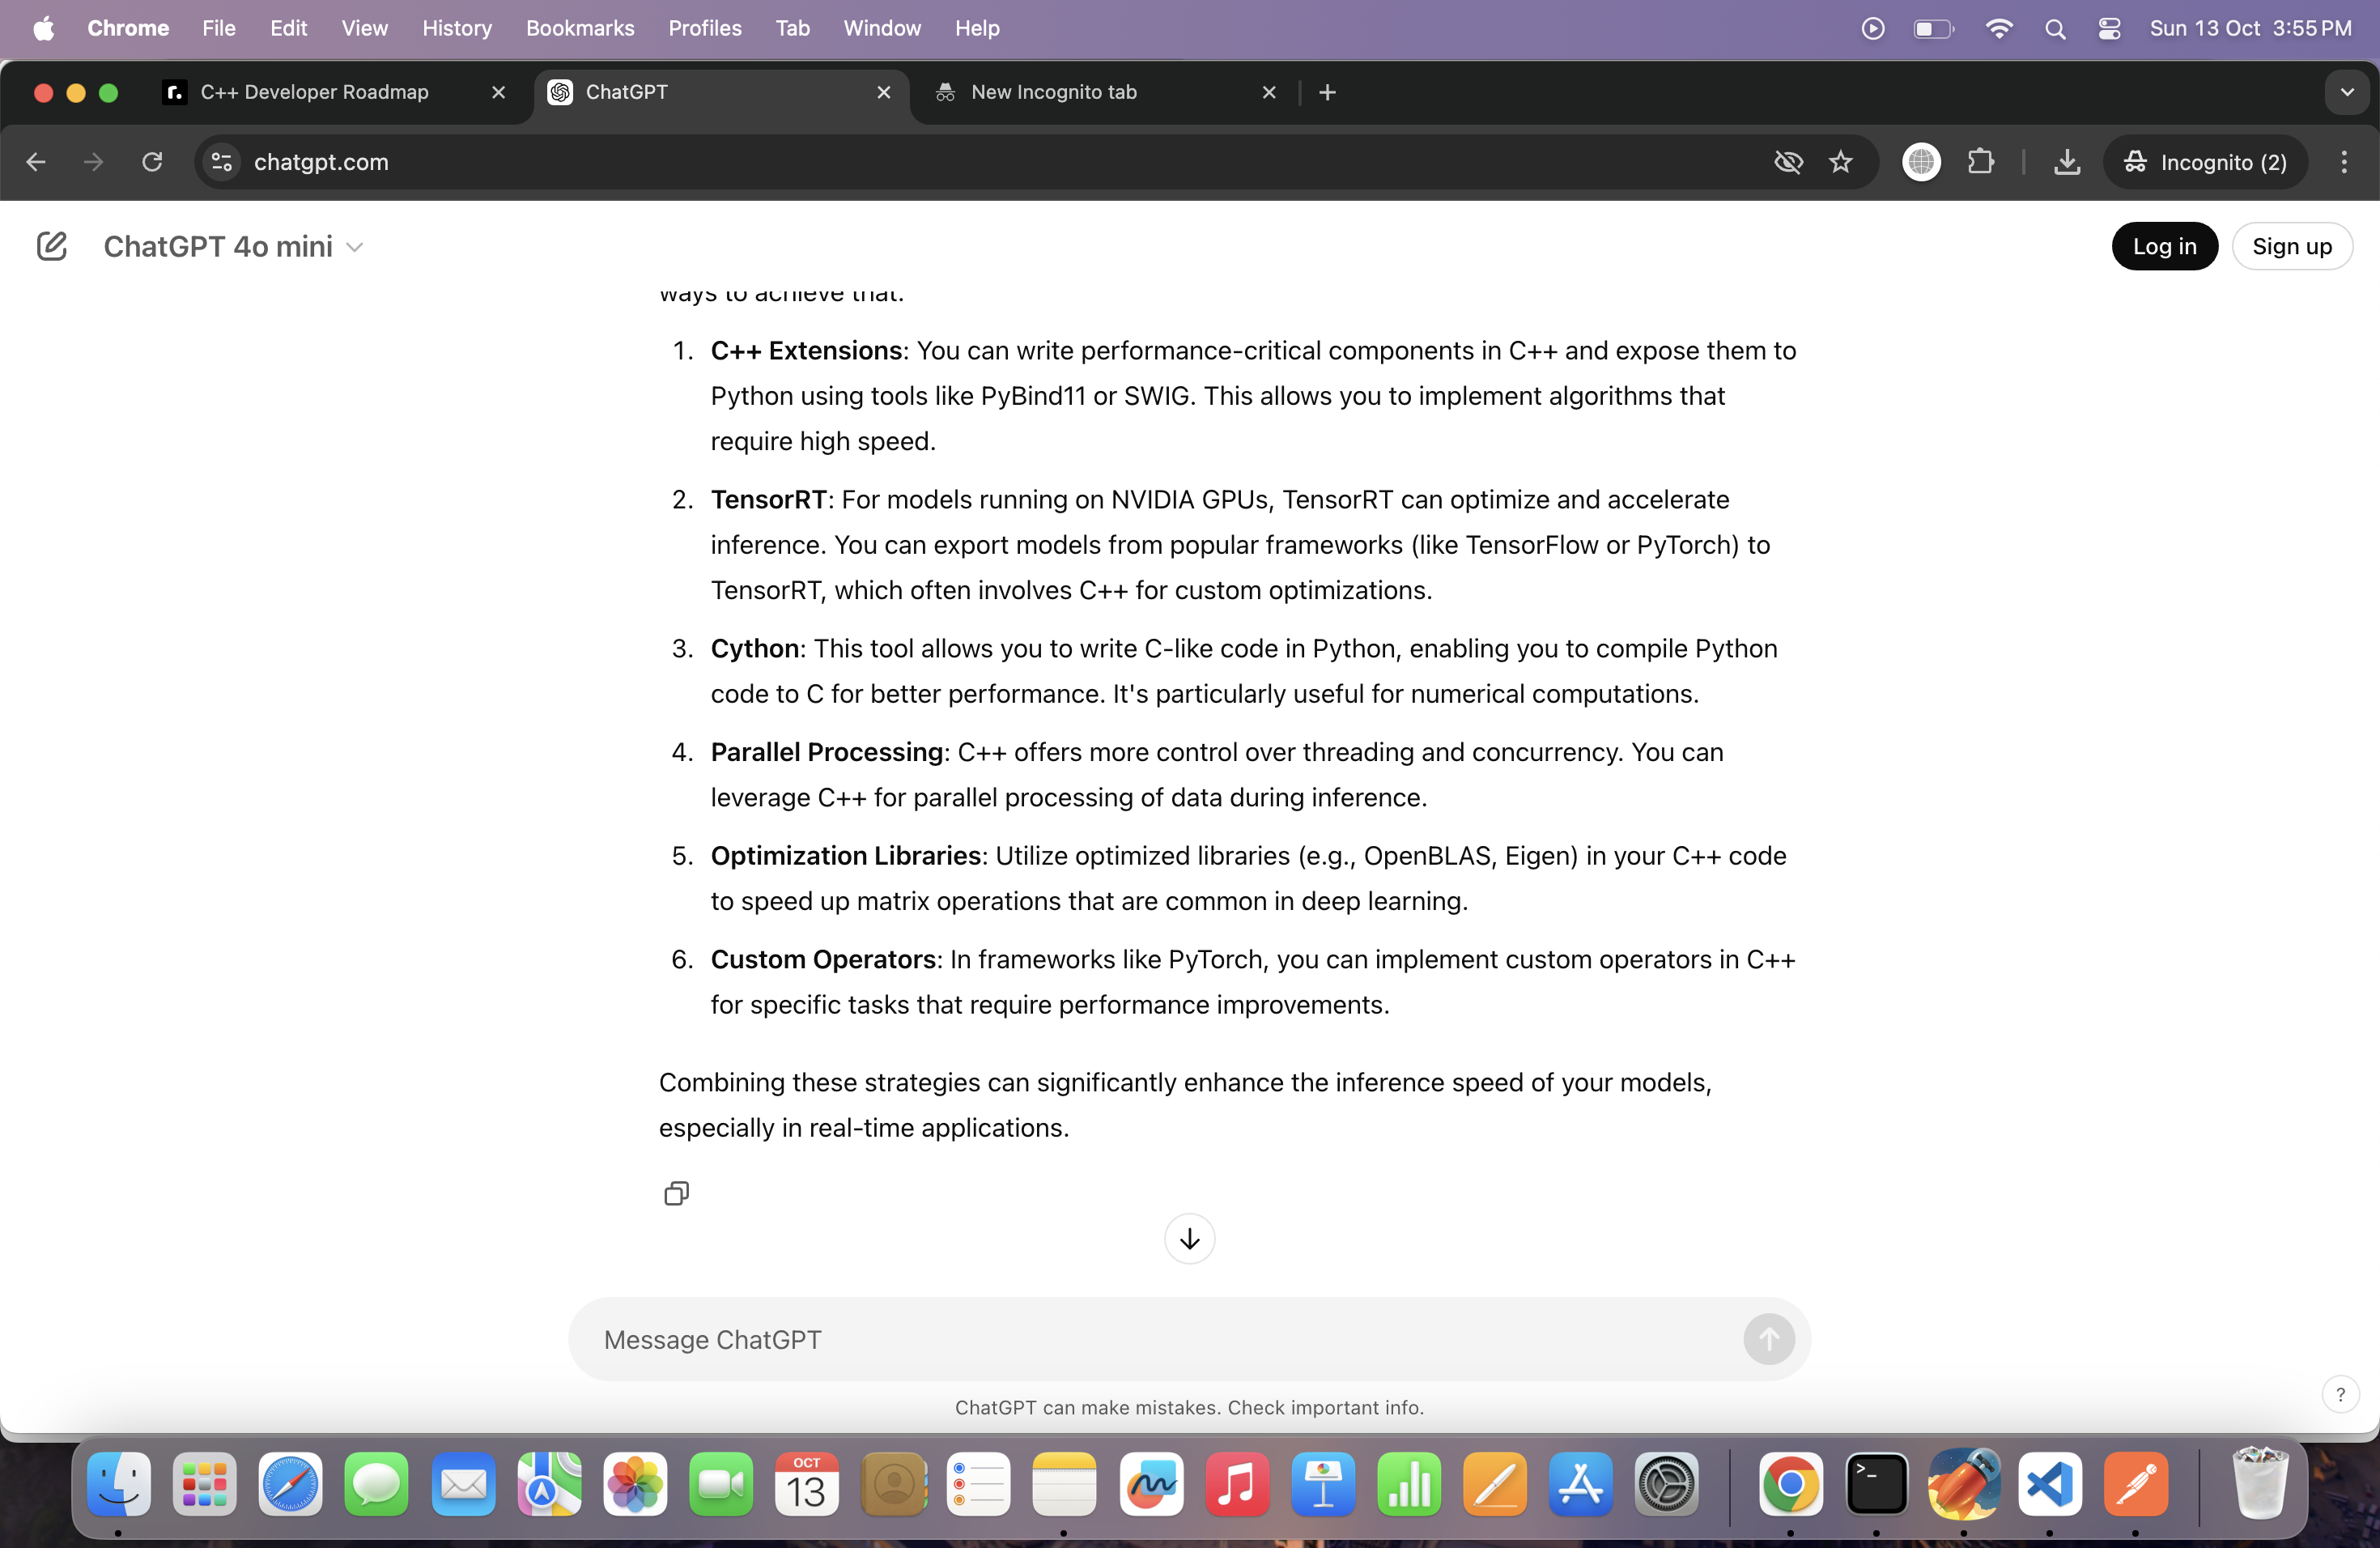 Chrome File Edit View History Bookmarks Profiles Tab Window Help Sun 13 Oct 3:55 PM
C++ Developer Roadmap ChatGPT New Incognito tab
chatgpt.com Incognito (2)
ChatGPT 4o mini Log in Sign up
ways to achieve that:
1. C++ Extensions: You can write performance-critical components in C++ and expose them to
Python using tools like PyBind11 or SWIG. This allows you to implement algorithms that
require high speed.
2. TensorRT: For models running on NVIDIA GPUs, TensorRT can optimize and accelerate
inference. You can export models from popular frameworks (like TensorFlow or PyTorch) to
TensorRT, which often involves C++ for custom optimizations.
3. Cython: This tool allows you to write C-like code in Python, enabling you to compile Python
code to C for better performance. It's particularly useful for numerical computations.
4. Parallel Processing: C++ offers more control over threading and concurrency. You can
leverage C++ for parallel processing of data during inference.
5. Optimization Libraries: Utilize optimized libraries (e.g., OpenBLAS, Eigen) in your C++ code
to speed up matrix operations that are common in deep learning.
6. Custom Operators: In frameworks like PyTorch, you can implement custom operators in C++
for specific tasks that require performance improvements.
Combining these strategies can significantly enhance the inference speed of your models,
especially in real-time applications.
Message ChatGPT
ChatGPT can make mistakes. Check important info.
?
OCT
13